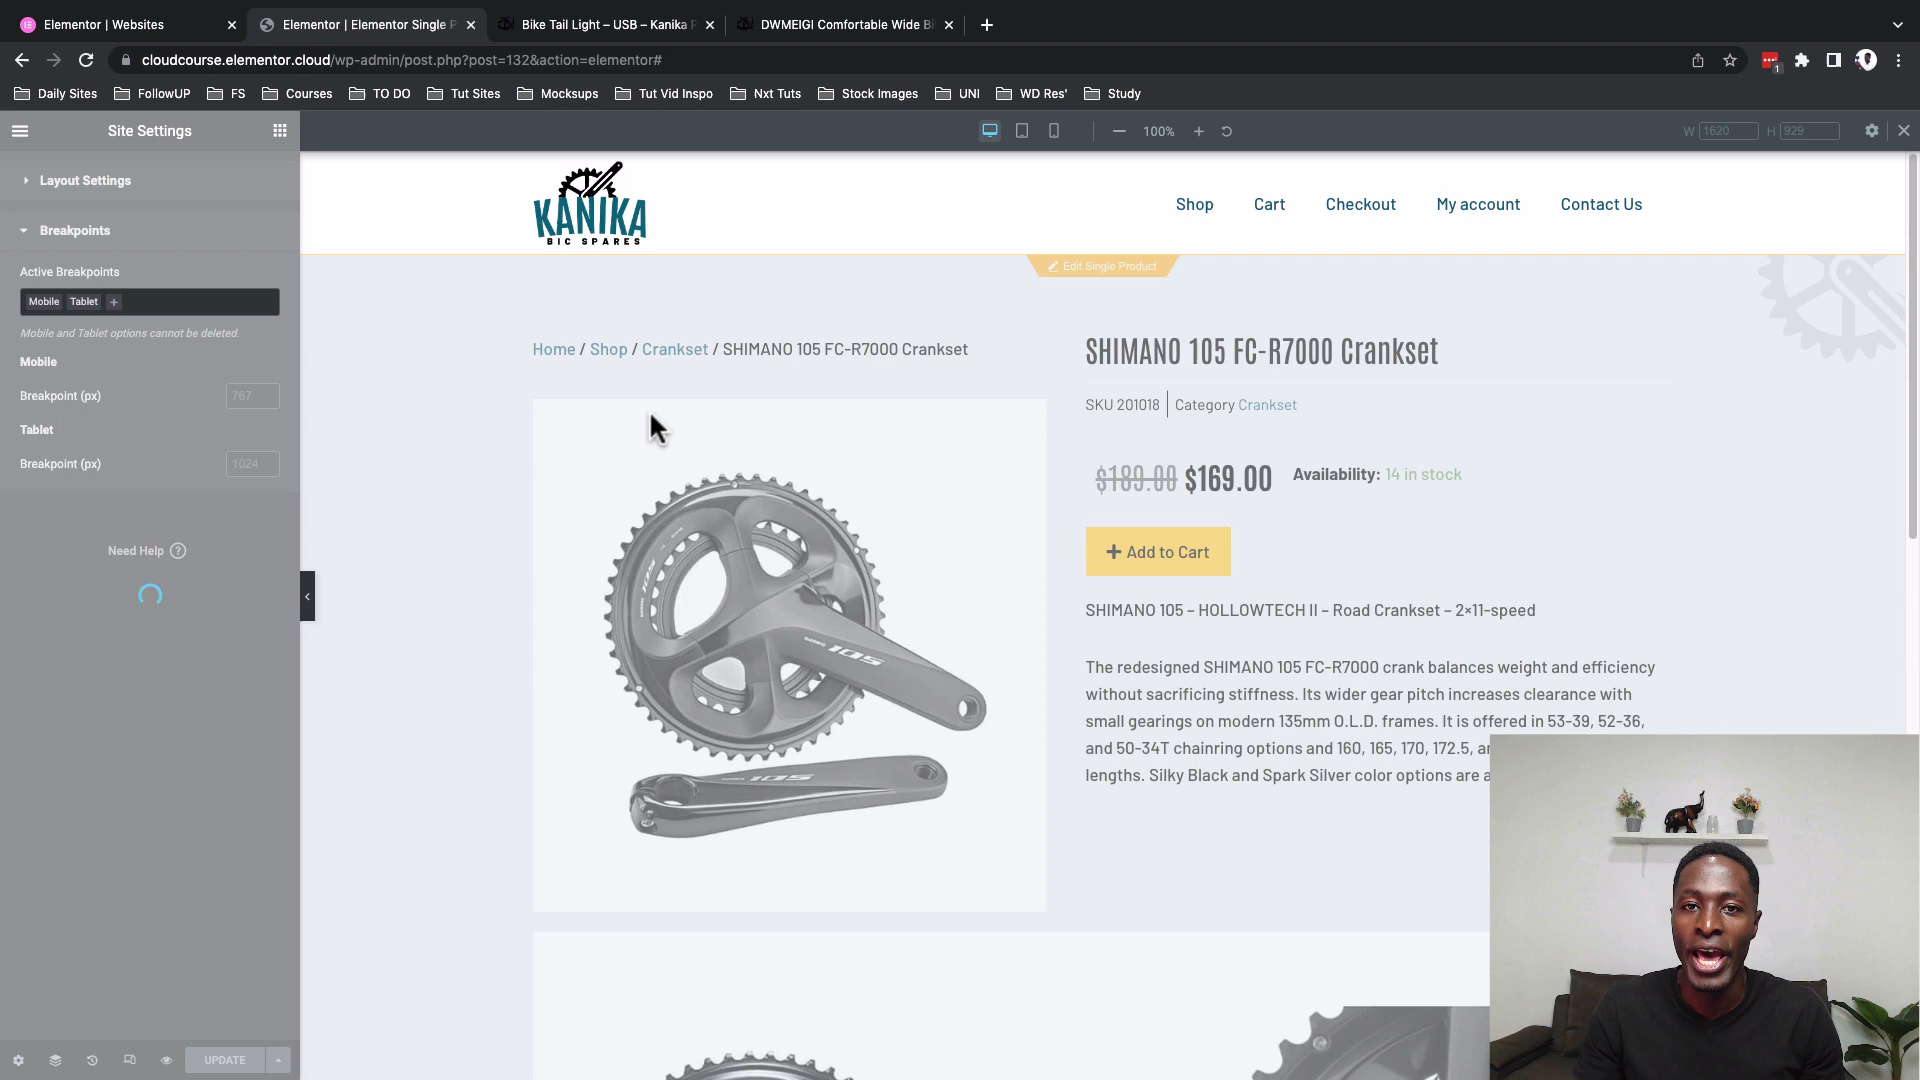 Elementor | Websites
Elementor | Elementor Single P
Bike Tail Light – USB – Kanika P
DWMEIGI Comfortable Wide Bi
cloudcourse.elementor.cloud/wp-admin/post.php?post=132&action=elementor#
1
Daily Sites
FollowUP
FS
Courses
TO DO
Tut Sites
Mocksups
Tut Vid Inspo
Nxt Tuts
Stock Images
UNI
WD Res'
Study
Site Settings
100%
W 1620 H 929
Layout Settings
Breakpoints
Active Breakpoints
Mobile Tablet +
Mobile and Tablet options cannot be deleted.
Mobile
Breakpoint (px) 767
Tablet
Breakpoint (px) 1024
Need Help ?
UPDATE
KANIKA
BIC SPARES
Shop
Cart
Checkout
My account
Contact Us
Edit Single Product
Home / Shop / Crankset / SHIMANO 105 FC-R7000 Crankset
105
105
105
SHIMANO 105 FC-R7000 Crankset
SKU 201018 Category Crankset
$189.00 $169.00 Availability: 14 in stock
+ Add to Cart
SHIMANO 105 – HOLLOWTECH II – Road Crankset – 2×11-speed
The redesigned SHIMANO 105 FC-R7000 crank balances weight and efficiency
without sacrificing stiffness. Its wider gear pitch increases clearance with
small gearings on modern 135mm O.L.D. frames. It is offered in 53-39, 52-36,
and 50-34T chainring options and 160, 165, 170, 172.5,
lengths. Silky Black and Spark Silver color options are